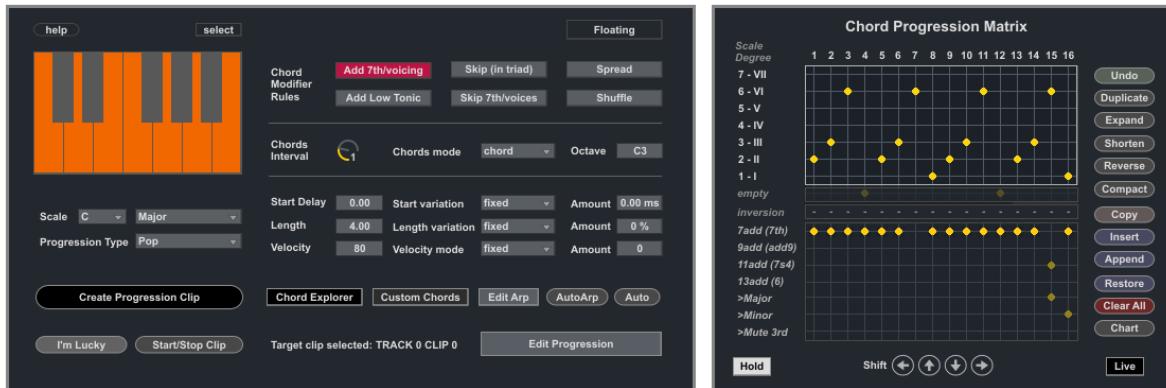 help select Floating
Chord Modifier Rules
Add 7th/voicing Skip (in triad) Spread
Add Low Tonic Skip 7th/voices Shuffle
Chords Interval 1 Chords mode chord Octave C3
Start Delay 0.00 Start variation fixed Amount 0.00 ms
Scale C Major
Length 4.00 Length variation fixed Amount 0 %
Progression Type Pop
Velocity 80 Velocity mode fixed Amount 0
Create Progression Clip Chord Explorer Custom Chords Edit Arp AutoArp Auto
I'm Lucky Start/Stop Clip Target clip selected: TRACK 0 CLIP 0 Edit Progression
Chord Progression Matrix
Scale Degree
1 2 3 4 5 6 7 8 9 10 11 12 13 14 15 16
7 - VII Undo
6 - VI Duplicate
5 - V Expand
4 - IV
3 - III Shorten
2 - II Reverse
1 - I
empty Compact
inversion - - - - - - - - - - - - - - - - Copy
7add (7th) Insert
9add (add9)
11add (7s4) Append
13add (6) Restore
>Major Clear All
>Minor
>Mute 3rd Chart
Hold Shift Live